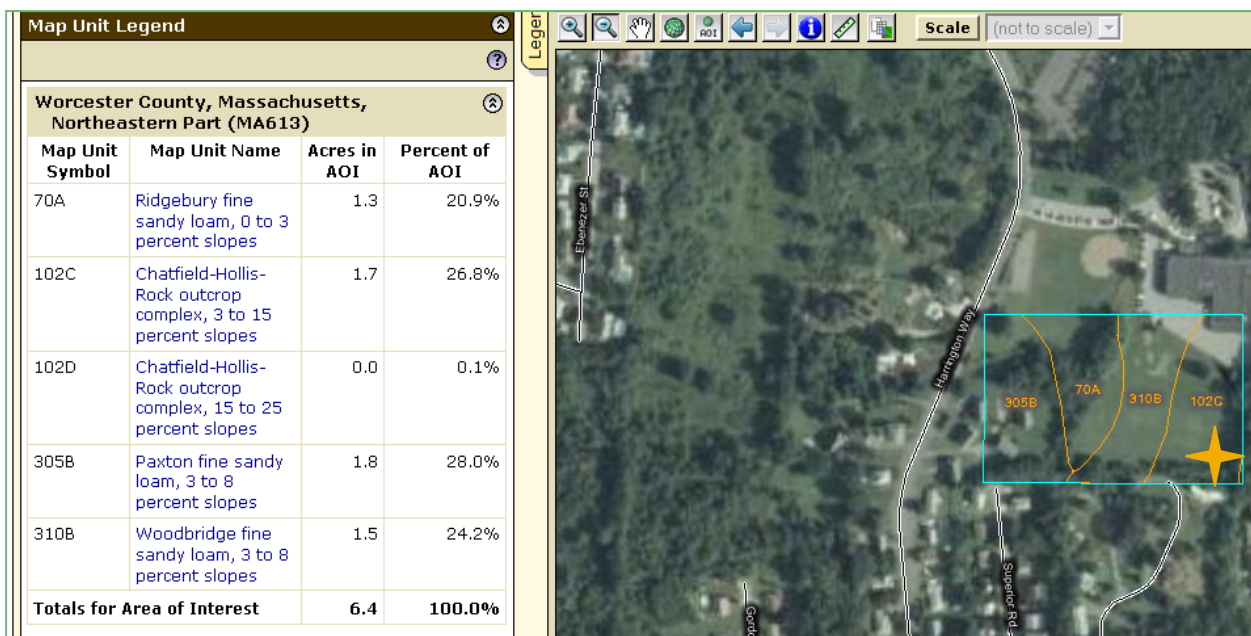 Map Unit Legend
Worcester County, Massachusetts,
Northeastern Part (MA613)
Map Unit Symbol Map Unit Name Acres in AOI Percent of AOI
70A Ridgebury fine 1.3 20.9%
sandy loam, 0 to 3
percent slopes
102C Chatfield-Hollis- 1.7 26.8%
Rock outcrop
complex, 3 to 15
percent slopes
102D Chatfield-Hollis- 0.0 0.1%
Rock outcrop
complex, 15 to 25
percent slopes
305B Paxton fine sandy 1.8 28.0%
loam, 3 to 8
percent slopes
310B Woodbridge fine 1.5 24.2%
sandy loam, 3 to 8
percent slopes
Totals for Area of Interest 6.4 100.0%
Leger
AOI
Scale (not to scale)
Ebenezer St
Harrington Way
305B
70A
310B
102C
Superior Rd
Gordo